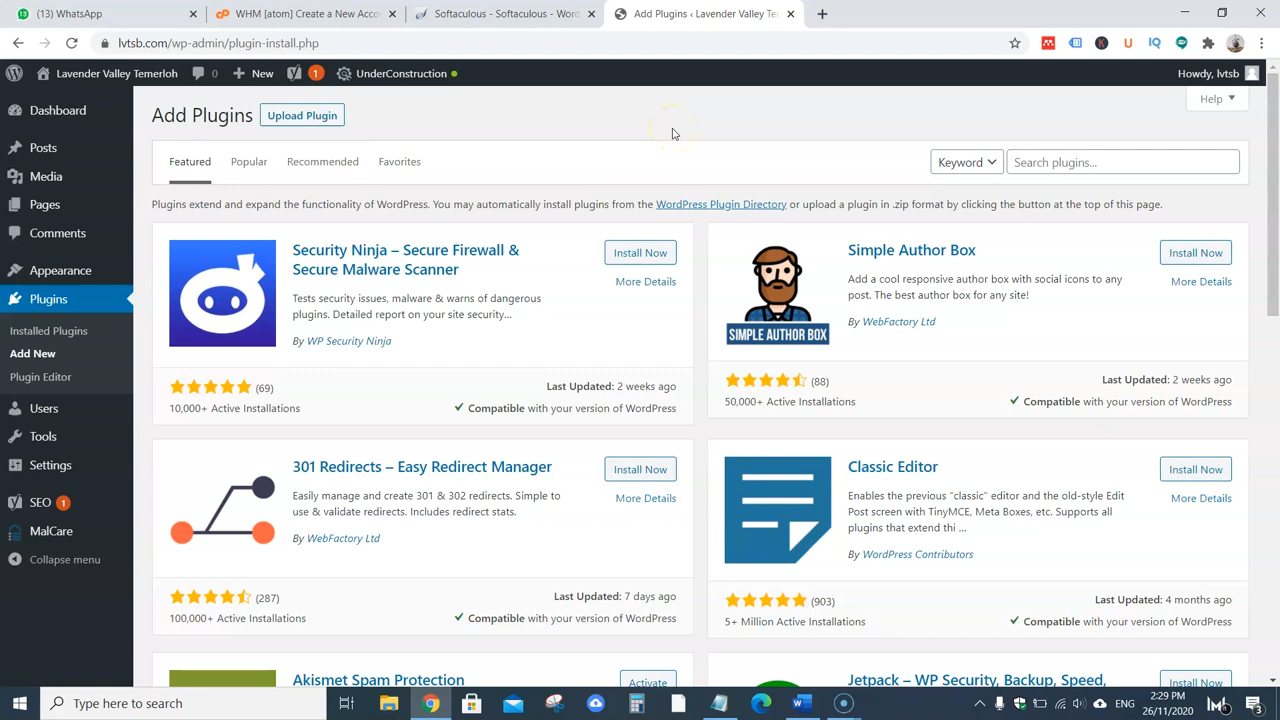 (13) WhatsApp
WHM [atom] Create a New Acco
Softaculous - Softaculous - Word
Add Plugins ‹ Lavender Valley Te
lvtsb.com/wp-admin/plugin-install.php
Lavender Valley Temerloh
0
New
1
UnderConstruction
Howdy, lvtsb
Dashboard
Posts
Media
Pages
Comments
Appearance
Plugins
Installed Plugins
Add New
Plugin Editor
Users
Tools
Settings
SEO 1
MalCare
Collapse menu
Add Plugins
Upload Plugin
Help
Featured
Popular
Recommended
Favorites
Keyword
Search plugins...
Plugins extend and expand the functionality of WordPress. You may automatically install plugins from the WordPress Plugin Directory or upload a plugin in .zip format by clicking the button at the top of this page.
Security Ninja – Secure Firewall &
Secure Malware Scanner
Install Now
More Details
Tests security issues, malware & warns of dangerous
plugins. Detailed report on your site security...
By WP Security Ninja
(69)
10,000+ Active Installations
Last Updated: 2 weeks ago
Compatible with your version of WordPress
SIMPLE AUTHOR BOX
Simple Author Box
Install Now
More Details
Add a cool responsive author box with social icons to any
post. The best author box for any site!
By WebFactory Ltd
(88)
50,000+ Active Installations
Last Updated: 2 weeks ago
Compatible with your version of WordPress
301 Redirects – Easy Redirect Manager
Install Now
More Details
Easily manage and create 301 & 302 redirects. Simple to
use & validate redirects. Includes redirect stats.
By WebFactory Ltd
(287)
100,000+ Active Installations
Last Updated: 7 days ago
Compatible with your version of WordPress
Classic Editor
Install Now
More Details
Enables the previous "classic" editor and the old-style Edit
Post screen with TinyMCE, Meta Boxes, etc. Supports all
plugins that extend thi ...
By WordPress Contributors
(903)
5+ Million Active Installations
Last Updated: 4 months ago
Compatible with your version of WordPress
Akismet Spam Protection
Activate
Jetpack – WP Security, Backup, Speed,
Install Now
Type here to search
ENG
2:29 PM
26/11/2020
3